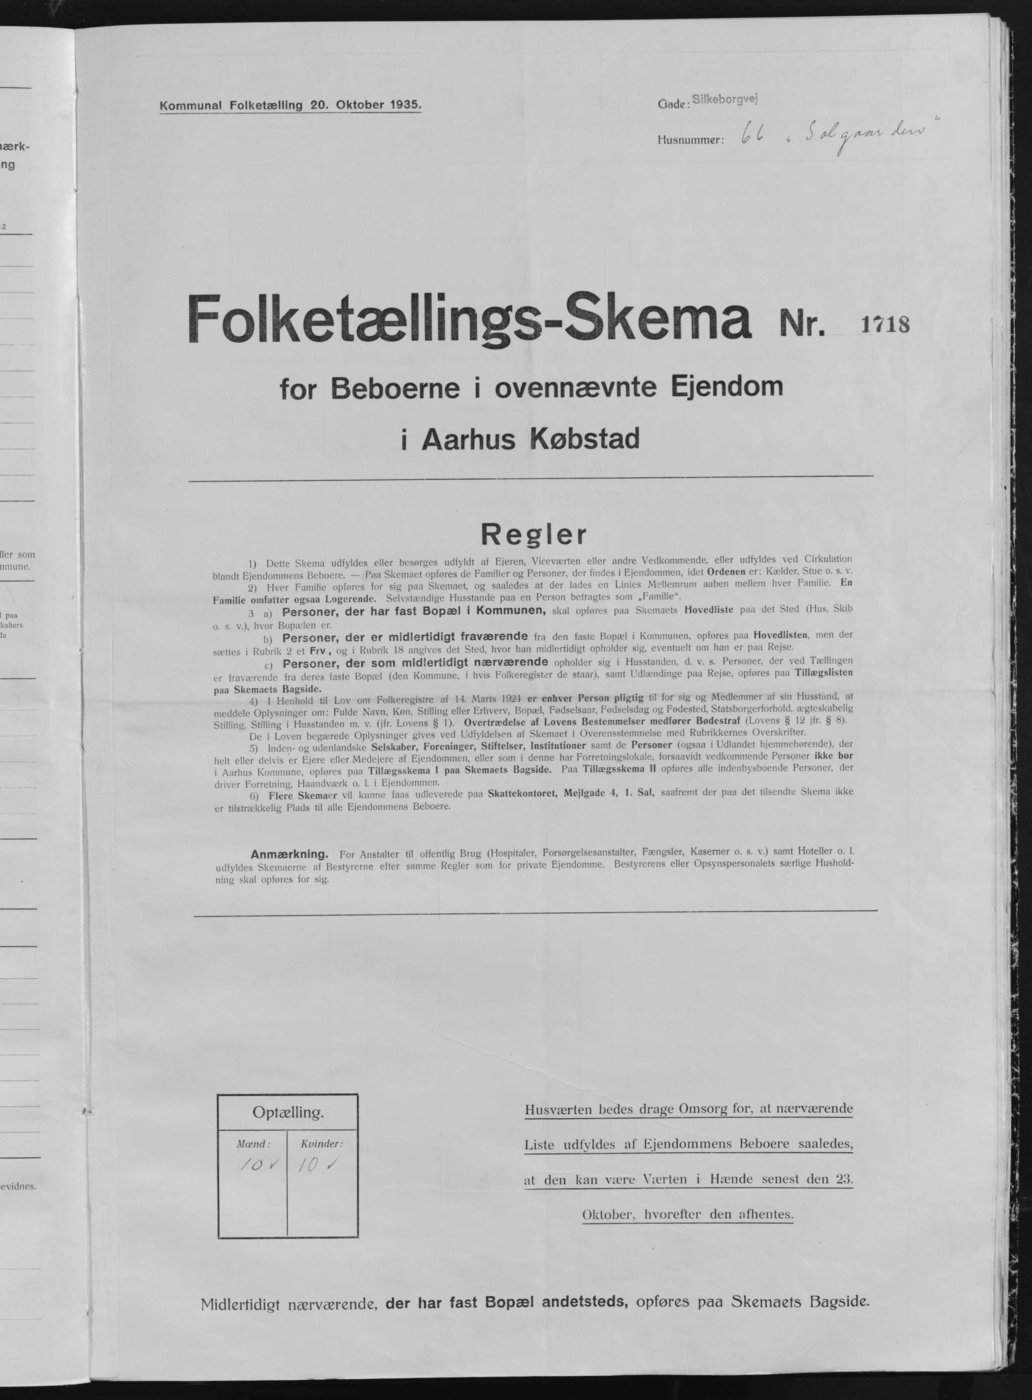 Kommunal Folketælling 20. Oktober 1935.
Gade: Silkeborgvej
Husnummer: 66 „Solgaarden“
Folketællings-Skema Nr. 1718
for Beboerne i ovennævnte Ejendom
i Aarhus Købstad
Regler
1) Dette Skema udfyldes eller besørges udfyldt af Ejeren, Viceværten eller andre Vedkommende, eller udfyldes ved Cirkulation
blandt Ejendommens Beboere. — Paa Skemaet opføres de Familier og Personer, der findes i Ejendommen, idet Ordenen er: Kælder, Stue o. s. v.
2) Hver Familie opføres for sig paa Skemaet, og saaledes at der lades en Linies Mellemrum aaben mellem hver Familie. En
Familie omfatter ogsaa Logerende. Selvstændige Husstande paa en Person betragtes som „Familie“.
3 a) Personer, der har fast Bopæl i Kommunen, skal opføres paa Skemaets Hovedliste paa det Sted (Hus, Skib
o. s. v.), hvor Bopælen er.
b) Personer, der er midlertidigt fraværende fra den faste Bopæl i Kommunen, opføres paa Hovedlisten, men der
sættes i Rubrik 2 et Frv., og i Rubrik 18 angives det Sted, hvor han midlertidigt opholder sig, eventuelt om han er paa Rejse.
c) Personer, der som midlertidigt nærværende opholder sig i Husstanden, d. v. s. Personer, der ved Tællingen
er fraværende fra deres faste Bopæl (den Kommune, i hvis Folkeregister de staar), samt Udlændinge paa Rejse, opføres paa Tillægslisten
paa Skemaets Bagside.
4) I Henhold til Lov om Folkeregistre af 14. Marts 1924 er enhver Person pligtig til for sig og Medlemmer af sin Husstand, at
meddele Oplysninger om: Fulde Navn, Køn, Stilling eller Erhverv, Bopæl, Fødselsaar, Fødselsdag og Fødested, Statsborgerforhold, ægteskabelig
Stilling, Stilling i Husstanden m. v. (jfr. Lovens § 1). Overtrædelse af Lovens Bestemmelser medfører Bødestraf (Lovens § 12 jfr. § 8).
De i Loven begærede Oplysninger gives ved Udfyldelsen af Skemaet i Overensstemmelse med Rubrikkernes Overskrifter.
5) Inden- og udenlandske Selskaber, Foreninger, Stiftelser, Institutioner samt de Personer (ogsaa i Udlandet hjemmehørende), der
helt eller delvis er Ejere eller Medejere af Ejendommen, eller som i denne har Forretningslokale, forsaavidt vedkommende Personer ikke bor
i Aarhus Kommune, opføres paa Tillægsskema I paa Skemaets Bagside. Paa Tillægsskema II opføres alle indenbysboende Personer, der
driver Forretning, Haandværk o. l. i Ejendommen.
6) Flere Skemaer vil kunne faas udleverede paa Skattekontoret, Mejlgade 4, 1. Sal, saafremt der paa det tilsendte Skema ikke
er tilstrækkelig Plads til alle Ejendommens Beboere.
Anmærkning. For Anstalter til offentlig Brug (Hospitaler, Forsørgelsesanstalter, Fængsler, Kaserner o. s. v.) samt Hoteller o. l.
udfyldes Skemaerne af Bestyrerne efter samme Regler som for private Ejendomme. Bestyrerens eller Opsynspersonalets særlige Hushold-
ning skal opføres for sig.
Optælling.
Mænd: Kvinder:
10 ✓ 10 ✓
Husværten bedes drage Omsorg for, at nærværende
Liste udfyldes af Ejendommens Beboere saaledes,
at den kan være Værten i Hænde senest den 23.
Oktober, hvorefter den afhentes.
Midlertidigt nærværende, der har fast Bopæl andetsteds, opføres paa Skemaets Bagside.